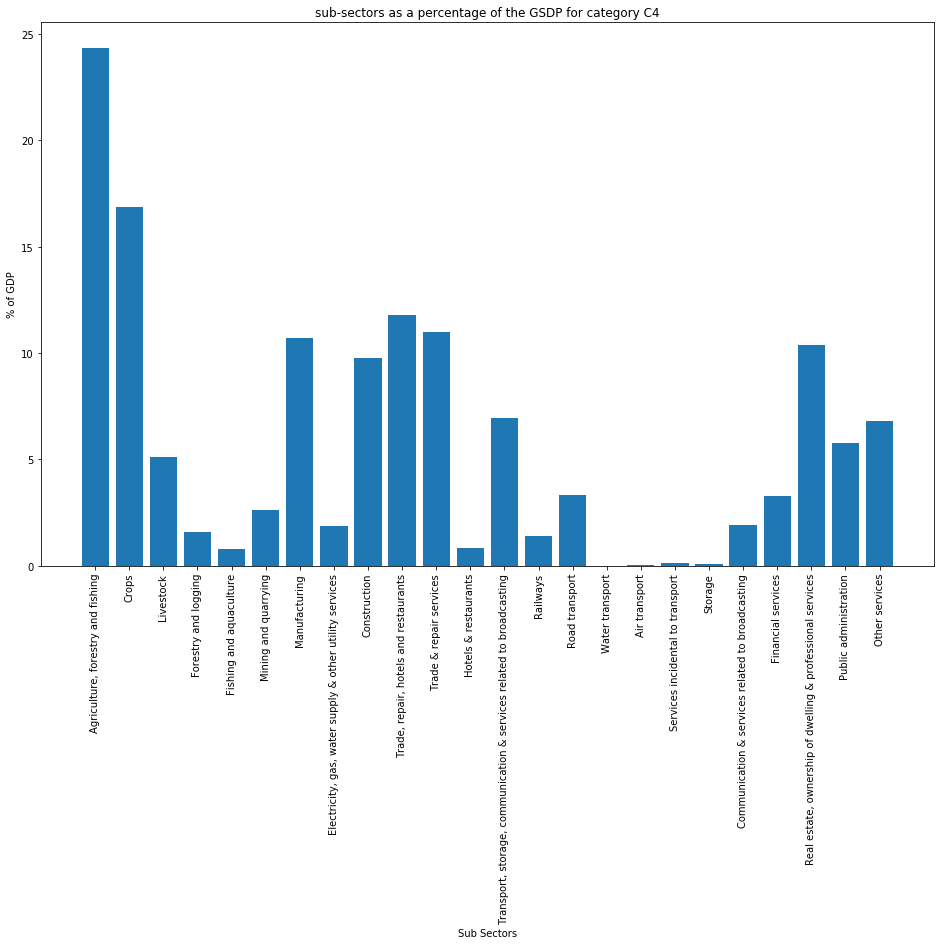 sub-sectors as a percentage of the GSDP for category C4
% of GDP
25
20
15
10
5
0
Agriculture, forestry and fishing
Crops
Livestock
Forestry and logging
Fishing and aquaculture
Mining and quarrying
Manufacturing
Electricity, gas, water supply & other utility services
Construction
Trade, repair, hotels and restaurants
Trade & repair services
Hotels & restaurants
Transport, storage, communication & services related to broadcasting
Railways
Road transport
Water transport
Air transport
Services incidental to transport
Storage
Communication & services related to broadcasting
Financial services
Real estate, ownership of dwelling & professional services
Public administration
Other services
Sub Sectors